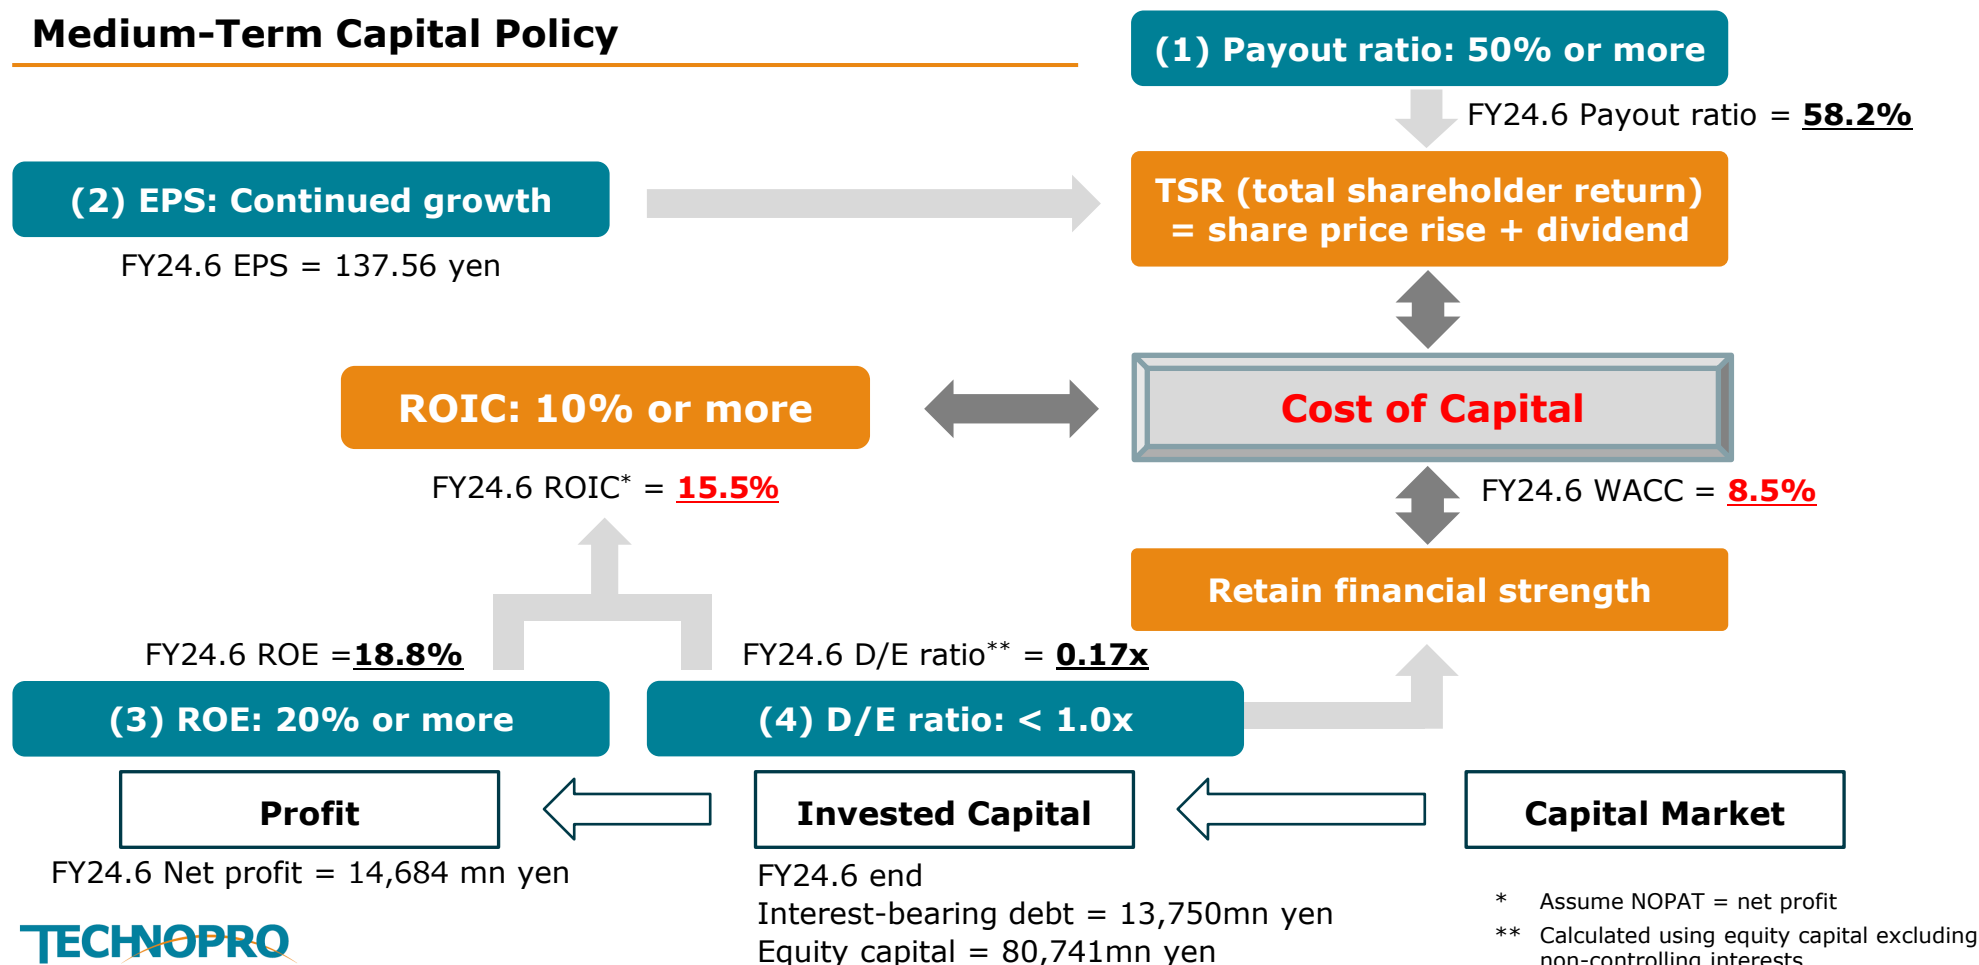 Medium-Term Capital Policy
(1) Payout ratio: 50% or more
FY24.6 Payout ratio = 58.2%
(2) EPS: Continued growth
FY24.6 EPS = 137.56 yen
TSR (total shareholder return)
= share price rise + dividend
ROIC: 10% or more
FY24.6 ROIC* = 15.5%
Cost of Capital
FY24.6 WACC = 8.5%
Retain financial strength
FY24.6 ROE =18.8%
FY24.6 D/E ratio** = 0.17x
(3) ROE: 20% or more
(4) D/E ratio: < 1.0x
Profit
Invested Capital
Capital Market
FY24.6 Net profit = 14,684 mn yen
FY24.6 end
Interest-bearing debt = 13,750mn yen
Equity capital = 80,741mn yen
* Assume NOPAT = net profit
** Calculated using equity capital excluding
non-controlling interests
TECHNOPRO